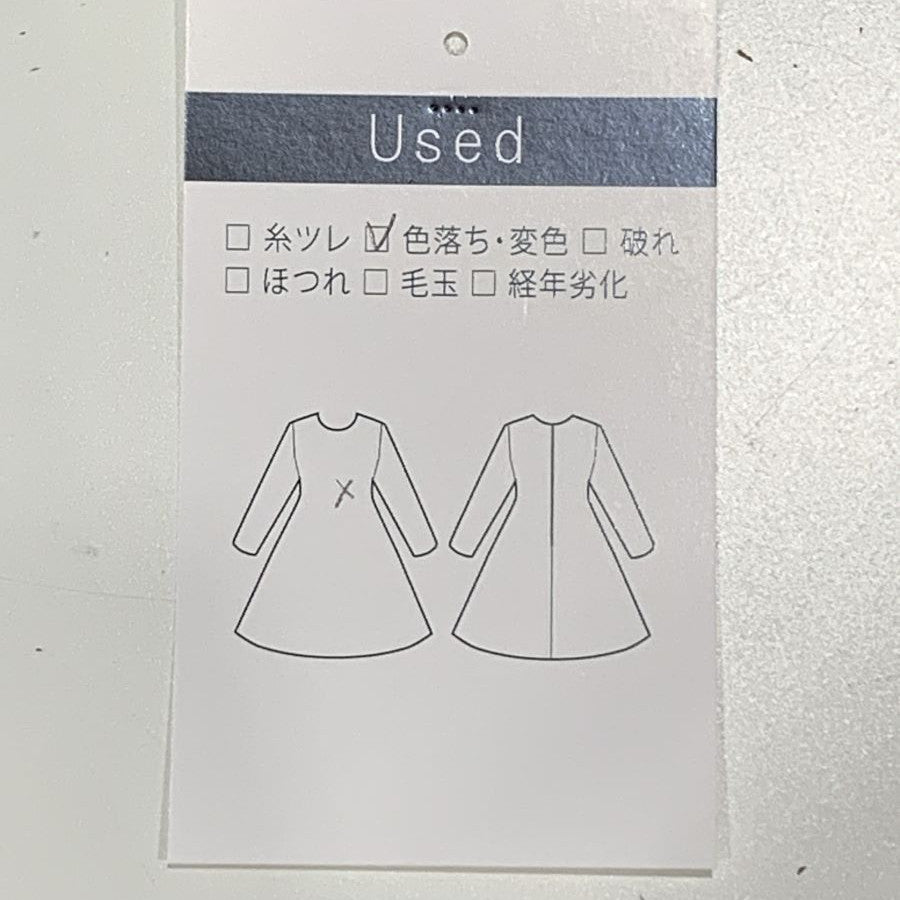 Used
□ 糸ツレ ☑ 色落ち・変色 □ 破れ
□ ほつれ □ 毛玉 □ 経年劣化
×